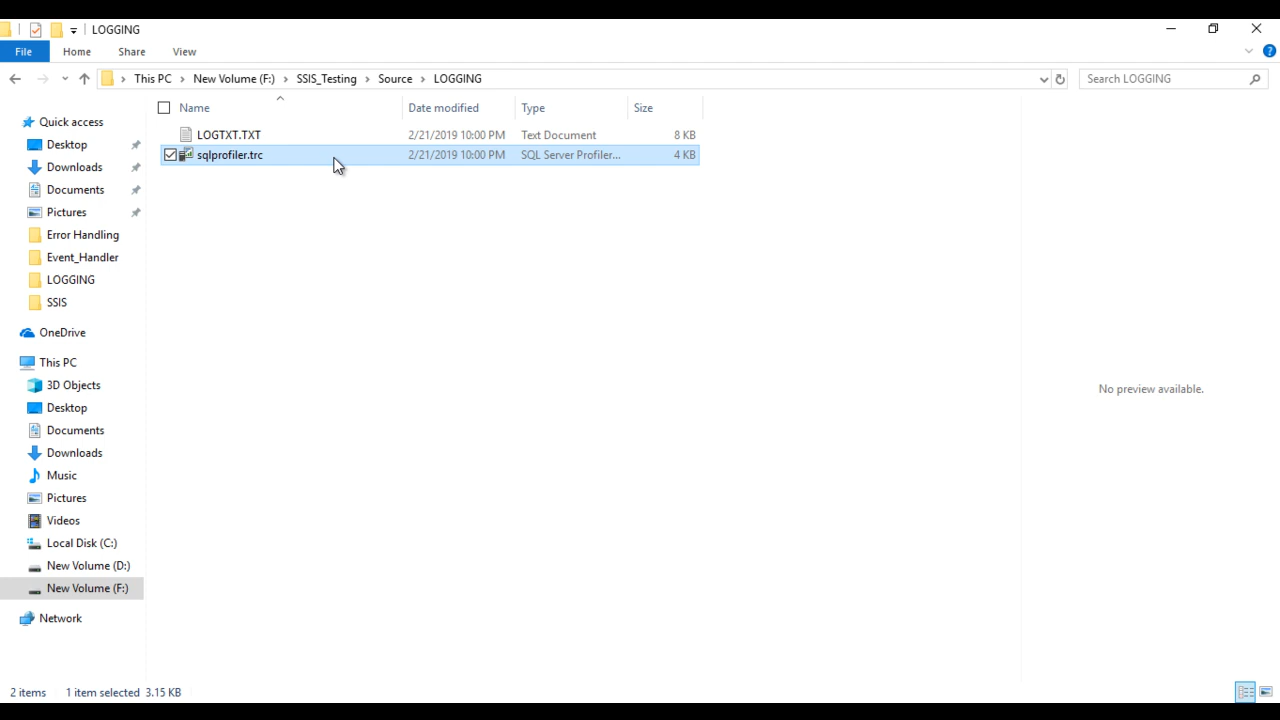 LOGGING
File Home Share View
This PC New Volume (F:) SSIS_Testing Source LOGGING Search LOGGING
Name Date modified Type Size
Quick access
LOGTXT.TXT 2/21/2019 10:00 PM Text Document 8 KB
Desktop
sqlprofiler.trc 2/21/2019 10:00 PM SQL Server Profiler... 4 KB
Downloads
Documents
Pictures
Error Handling
Event_Handler
LOGGING
SSIS
OneDrive
This PC
3D Objects
No preview available.
Desktop
Documents
Downloads
Music
Pictures
Videos
Local Disk (C:)
New Volume (D:)
New Volume (F:)
Network
2 items 1 item selected 3.15 KB